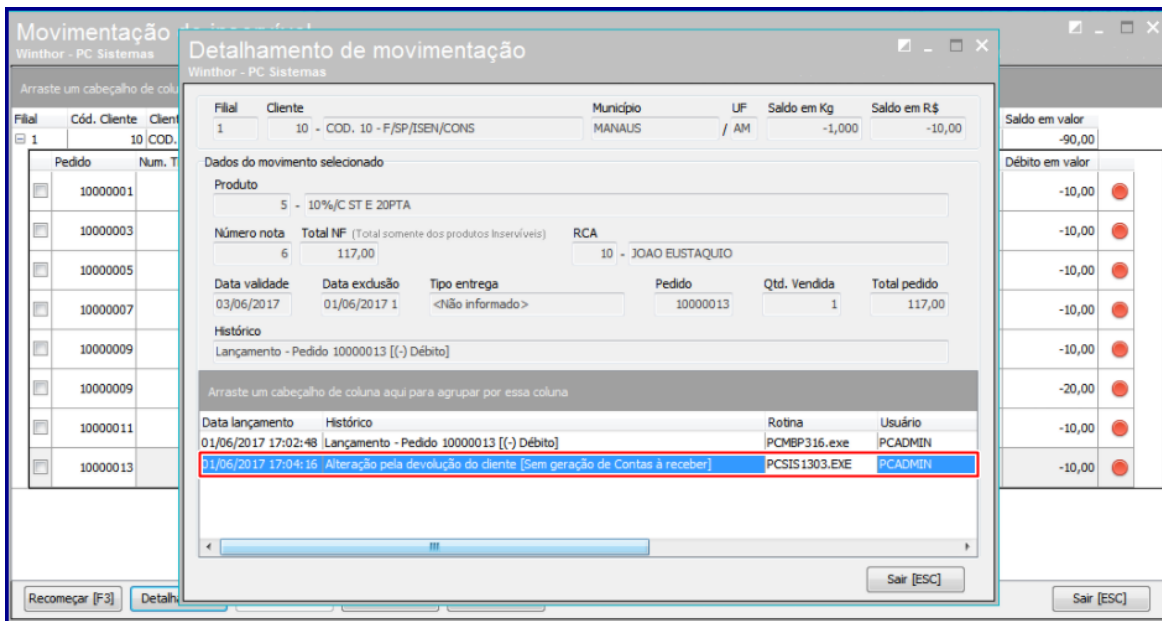 Movimentação
Winthor - PC Sistemas
Arraste um cabeçalho de colu
Filial Cód. Cliente Client Saldo em valor
1 10 COD. -90,00
Pedido Num. T Débito em valor
10000001 -10,00
10000003 -10,00
10000005 -10,00
10000007 -10,00
10000009 -10,00
10000009 -20,00
10000011 -10,00
10000013 -10,00
Recomeçar [F3] Detalh Sair [ESC]
Detalhamento de movimentação
Winthor - PC Sistemas
Filial Cliente Município UF Saldo em Kg Saldo em R$
1 10 - COD. 10 - F/SP/ISEN/CONS MANAUS / AM -1,000 -10,00
Dados do movimento selecionado
Produto
5 - 10%/C ST E 20PTA
Número nota Total NF (Total somente dos produtos Inservíveis) RCA
6 117,00 10 - JOAO EUSTAQUIO
Data validade Data exclusão Tipo entrega Pedido Qtd. Vendida Total pedido
03/06/2017 01/06/2017 1 <Não informado> 10000013 1 117,00
Histórico
Lançamento - Pedido 10000013 [(-) Débito]
Arraste um cabeçalho de coluna aqui para agrupar por essa coluna
Data lançamento Histórico Rotina Usuário
01/06/2017 17:02:48 Lançamento - Pedido 10000013 [(-) Débito] PCMBP316.exe PCADMIN
01/06/2017 17:04:16 Alteração pela devolução do cliente [Sem geração de Contas à receber] PCSIS1303.EXE PCADMIN
Sair [ESC]